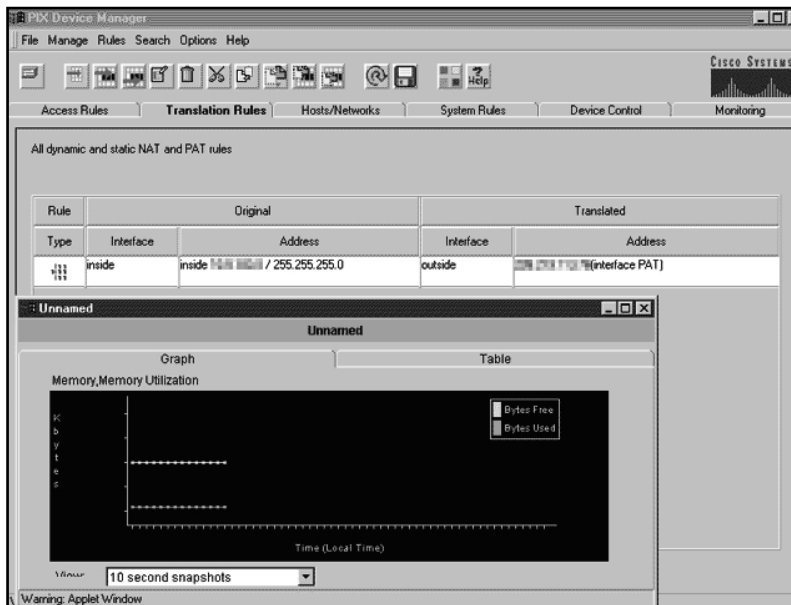 PIX Device Manager
File Manage Rules Search Options Help
Help
CISCO SYSTEMS
Access Rules Translation Rules Hosts/Networks System Rules Device Control Monitoring
All dynamic and static NAT and PAT rules
Rule Original Translated
Type Interface Address Interface Address
inside inside / 255.255.255.0 outside (interface PAT)
Unnamed
Unnamed
Graph Table
Memory,Memory Utilization
Kbytes
Bytes Free
Bytes Used
Time (Local Time)
10 second snapshots
Warning: Applet Window